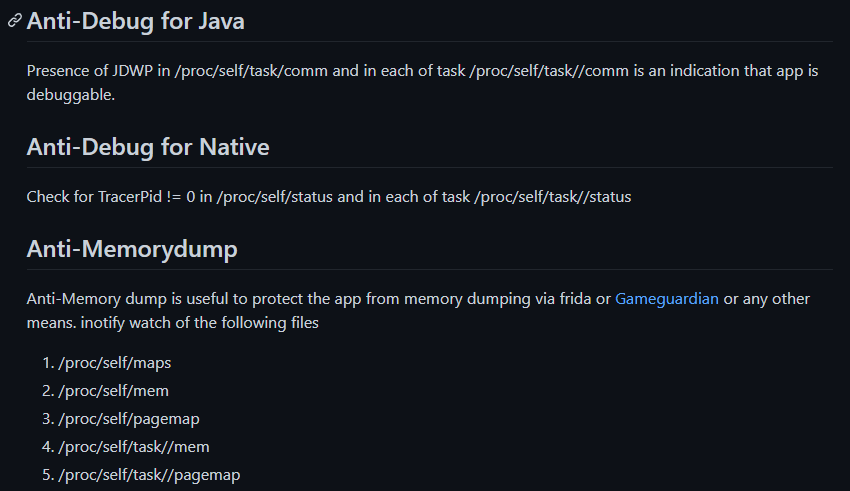 Anti-Debug for Java
Presence of JDWP in /proc/self/task/comm and in each of task /proc/self/task//comm is an indication that app is
debuggable.
Anti-Debug for Native
Check for TracerPid != 0 in /proc/self/status and in each of task /proc/self/task//status
Anti-Memorydump
Anti-Memory dump is useful to protect the app from memory dumping via frida or Gameguardian or any other
means. inotify watch of the following files
1. /proc/self/maps
2. /proc/self/mem
3. /proc/self/pagemap
4. /proc/self/task//mem
5. /proc/self/task//pagemap